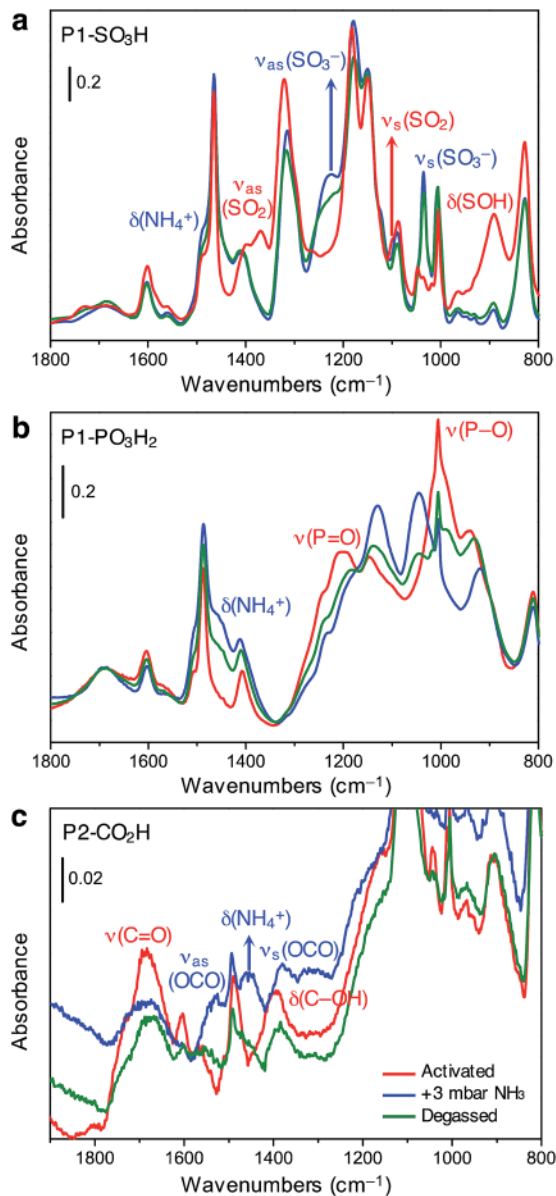 a
P1-SO₃H
0.2
νas(SO₃⁻)
νs(SO₂)
νs(SO₃⁻)
νas
(SO₂)
δ(NH₄⁺)
δ(SOH)
Absorbance
1800 1600 1400 1200 1000 800
Wavenumbers (cm⁻¹)
b
P1-PO₃H₂
0.2
ν(P–O)
ν(P=O)
δ(NH₄⁺)
Absorbance
1800 1600 1400 1200 1000 800
Wavenumbers (cm⁻¹)
c
P2-CO₂H
0.02
δ(NH₄⁺)
ν(C=O)
νas
(OCO)
νs(OCO)
δ(C–OH)
Absorbance
Activated
+3 mbar NH₃
Degassed
1800 1600 1400 1200 1000 800
Wavenumbers (cm⁻¹)